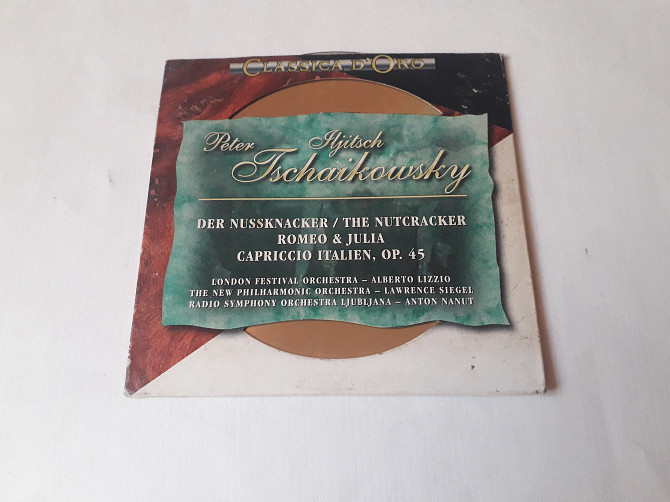 CLASSICA D'ORO
Peter Iljitsch
Tschaikowsky
DER NUSSKNACKER / THE NUTCRACKER
ROMEO & JULIA
CAPRICCIO ITALIEN, OP. 45
LONDON FESTIVAL ORCHESTRA – ALBERTO LIZZIO
THE NEW PHILHARMONIC ORCHESTRA – LAWRENCE SIEGEL
RADIO SYMPHONY ORCHESTRA LJUBLJANA – ANTON NANUT